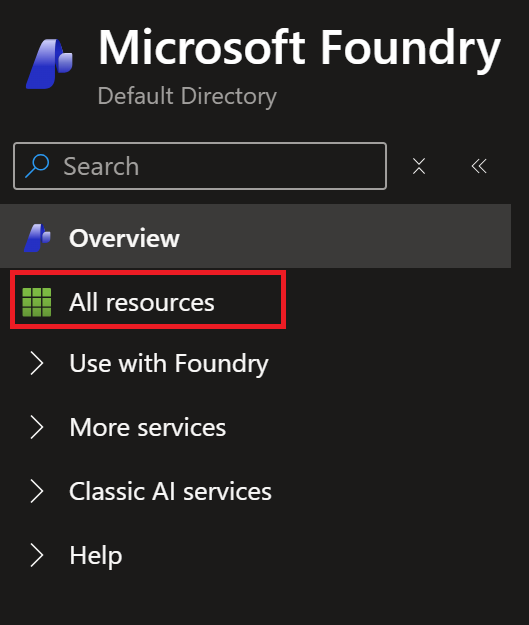 Microsoft Foundry
Default Directory
Search
Overview
All resources
Use with Foundry
More services
Classic AI services
Help